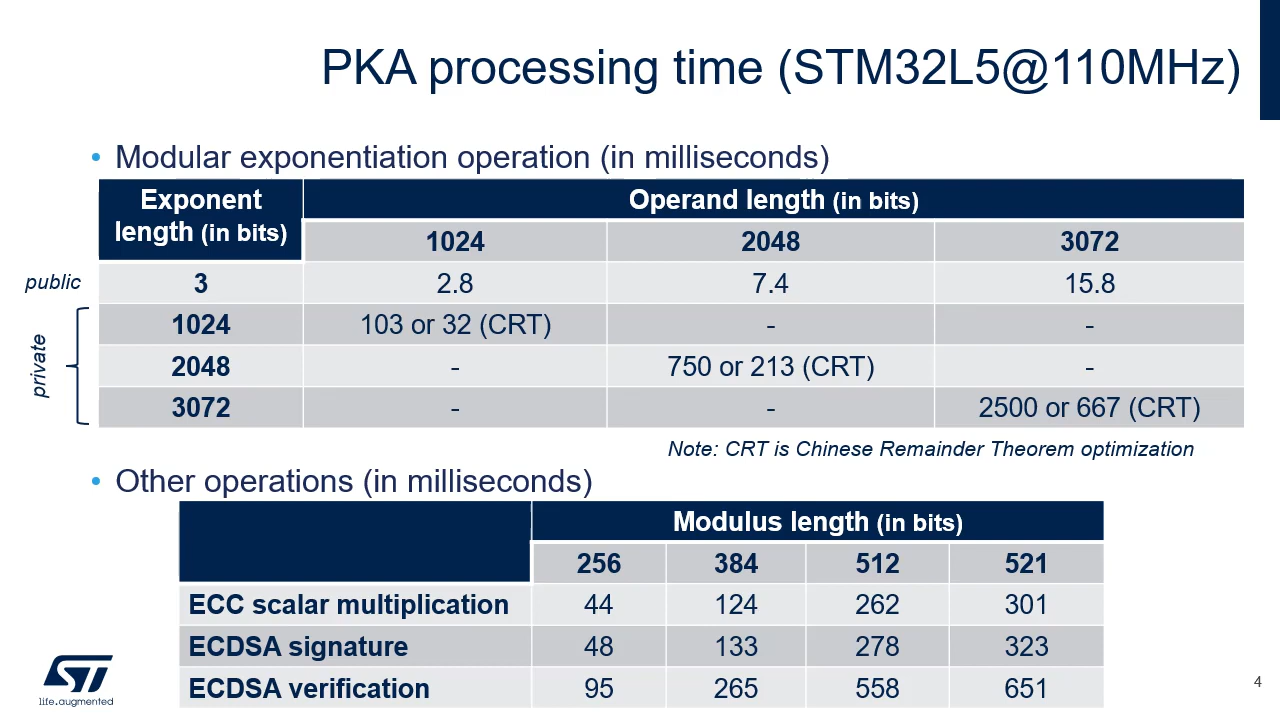 PKA processing time (STM32L5@110MHz)
• Modular exponentiation operation (in milliseconds)
Exponent length (in bits) Operand length (in bits)
1024 2048 3072
public 3 2.8 7.4 15.8
private
1024 103 or 32 (CRT) - -
2048 - 750 or 213 (CRT) -
3072 - - 2500 or 667 (CRT)
Note: CRT is Chinese Remainder Theorem optimization
• Other operations (in milliseconds)
Modulus length (in bits)
256 384 512 521
ECC scalar multiplication 44 124 262 301
ECDSA signature 48 133 278 323
ECDSA verification 95 265 558 651
ST
life.augmented
4